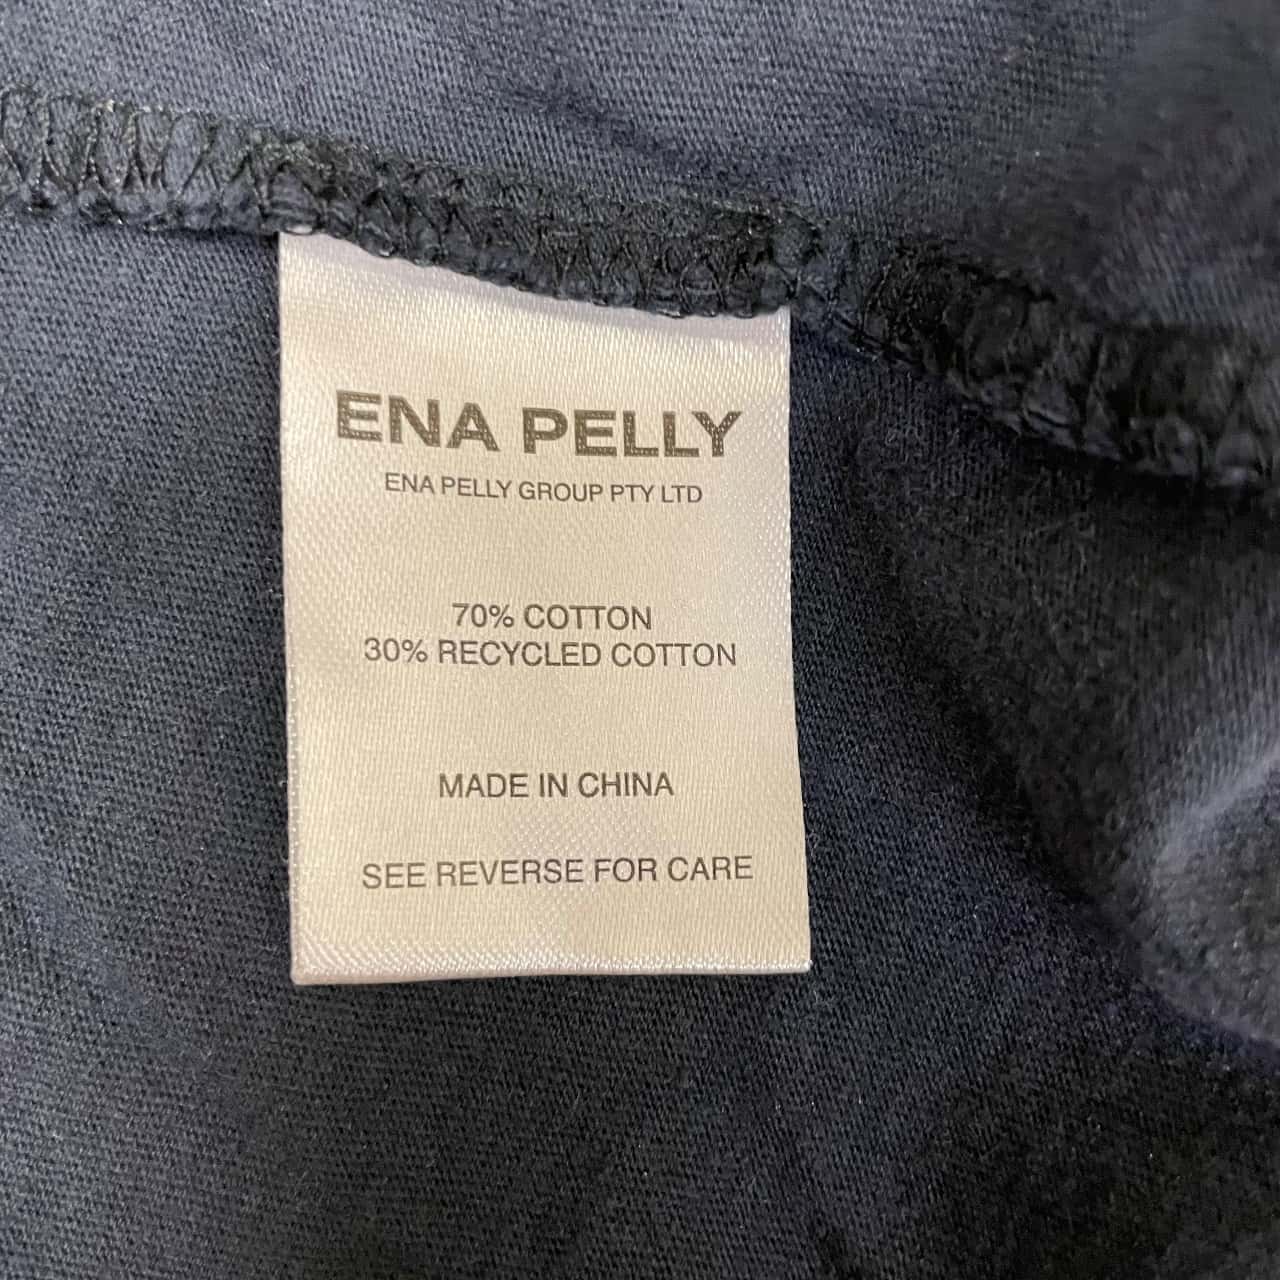 ENA PELLY
ENA PELLY GROUP PTY LTD
70% COTTON
30% RECYCLED COTTON
MADE IN CHINA
SEE REVERSE FOR CARE